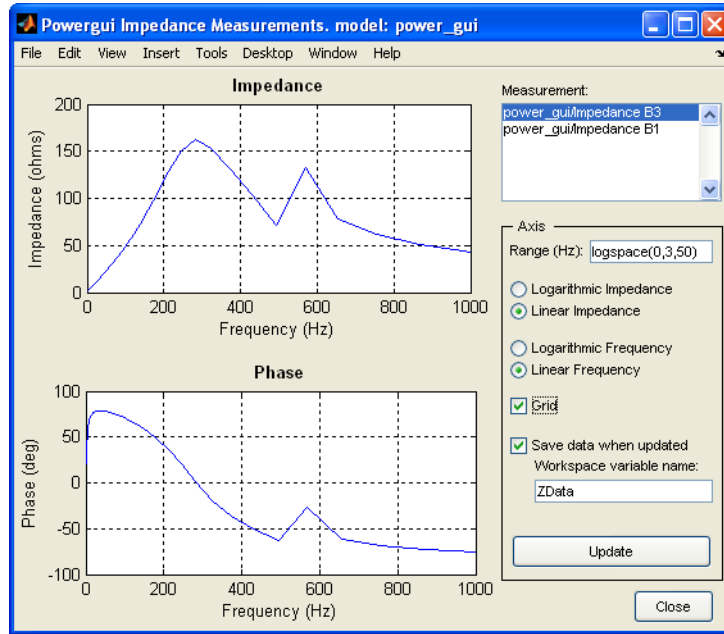 Powergui Impedance Measurements. model: power_gui
File Edit View Insert Tools Desktop Window Help
Impedance
200
150
100
50
0
Impedance (ohms)
0 200 400 600 800 1000
Frequency (Hz)
Phase
100
50
0
-50
-100
Phase (deg)
0 200 400 600 800 1000
Frequency (Hz)
Measurement:
power_gui/Impedance B3
power_gui/Impedance B1
Axis
Range (Hz): logspace(0,3,50)
Logarithmic Impedance
Linear Impedance
Logarithmic Frequency
Linear Frequency
Grid
Save data when updated
Workspace variable name:
ZData
Update
Close